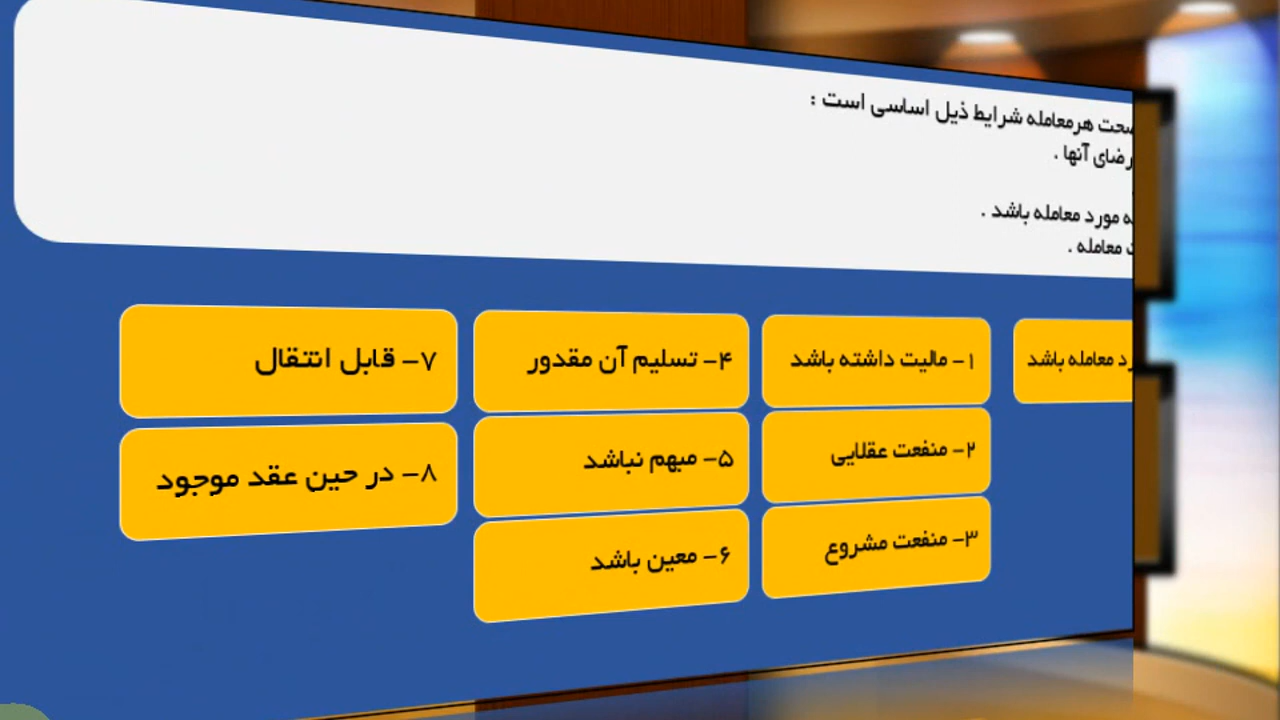 صحت هرمعامله شرایط ذیل اساسی است :
رضای آنها .
مورد معامله باشد .
معامله .
معامله باشد
۱- مالیت داشته باشد
۲- منفعت عقلایی
۳- منفعت مشروع
۴- تسلیم آن مقدور
۵- مبهم نباشد
۶- معین باشد
۷- قابل انتقال
۸- در حین عقد موجود